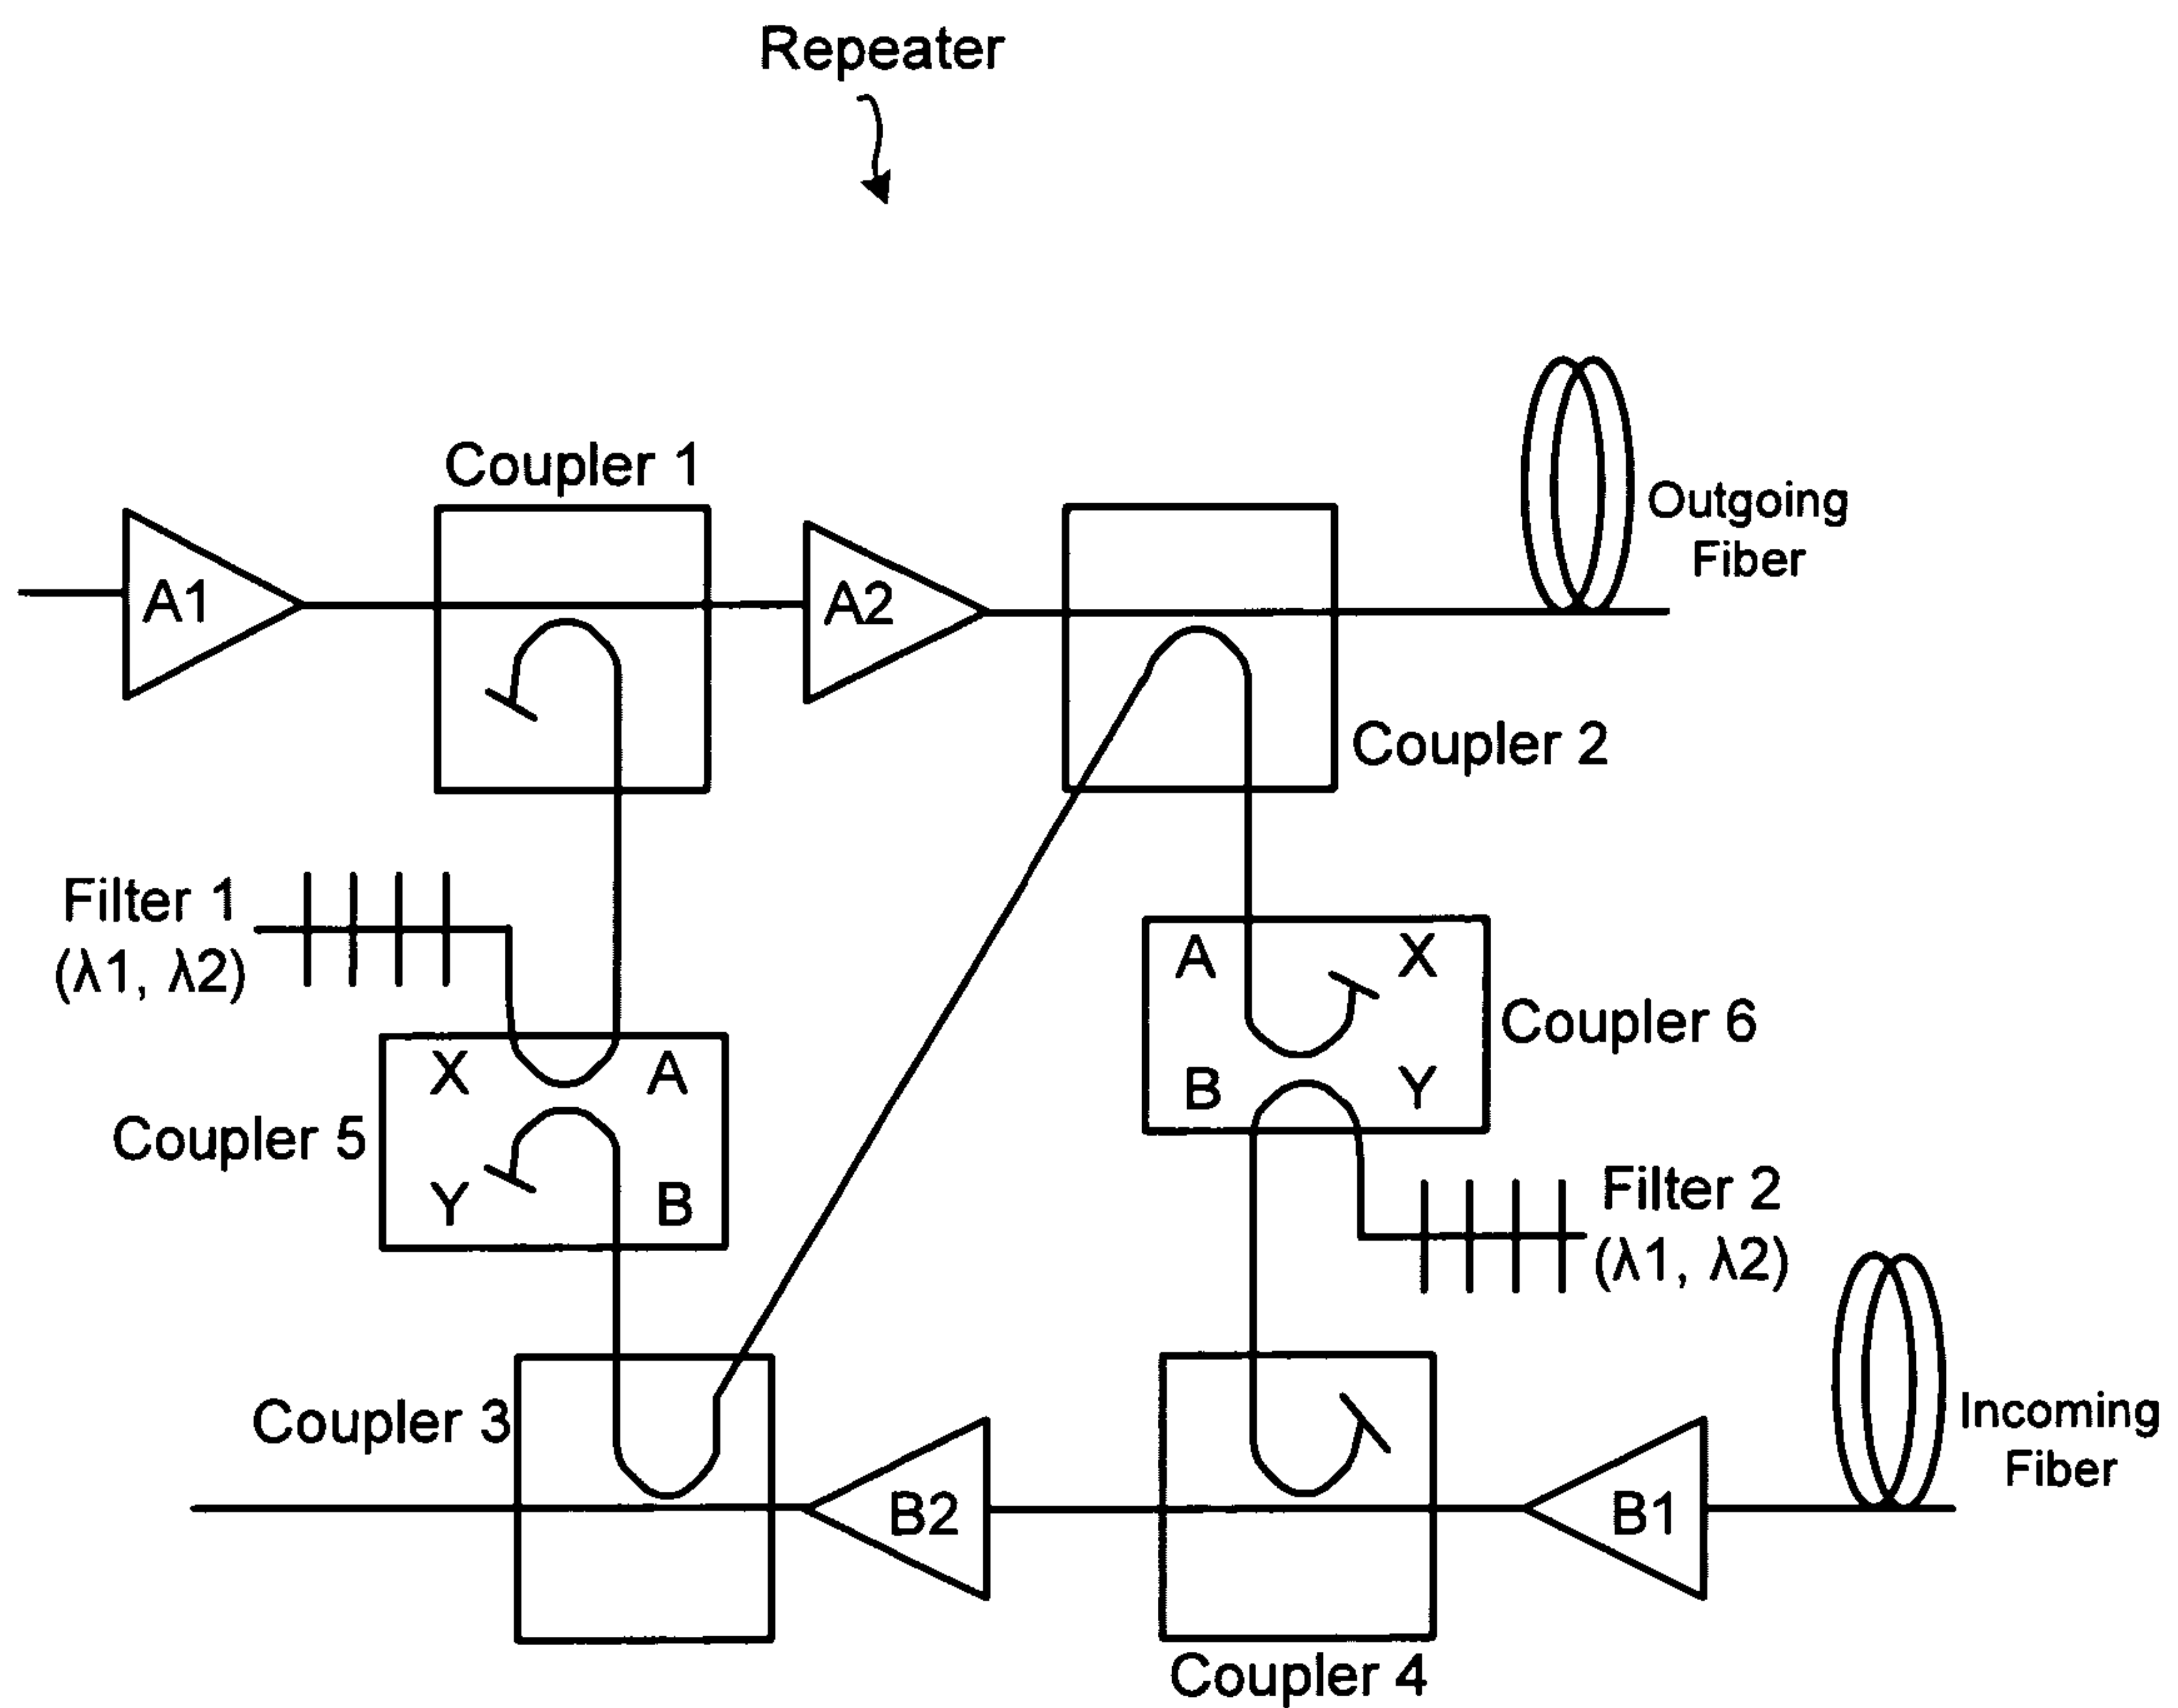 Repeater
Coupler 1
Outgoing
Fiber
A1
A2
Coupler 2
Filter 1
(λ1, λ2)
A
X
Coupler 6
X
A
B
Y
Coupler 5
Y
B
Filter 2
(λ1, λ2)
Coupler 3
Incoming
Fiber
B2
B1
Coupler 4